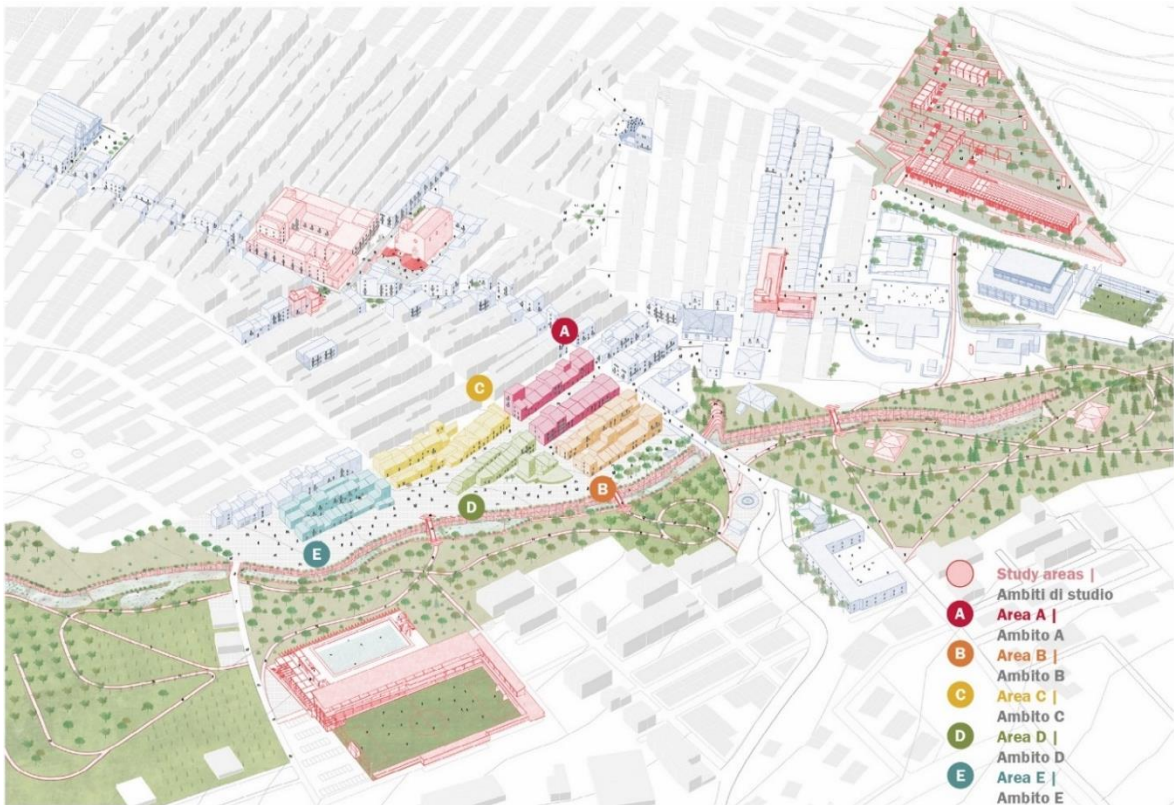 A
C
B
D
E
Study areas |
Ambiti di studio
A
Area A |
Ambito A
B
Area B |
Ambito B
C
Area C |
Ambito C
D
Area D |
Ambito D
E
Area E |
Ambito E